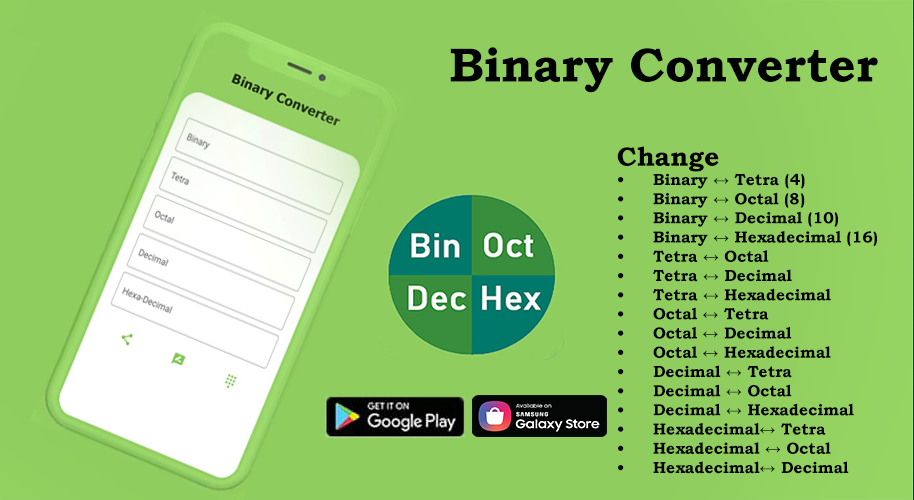 Binary Converter
Binary Converter
Binary
Tetra
Octal
Decimal
Hexa-Decimal
Bin Oct
Dec Hex
GET IT ON
Google Play
Available on
SAMSUNG
Galaxy Store
Change
• Binary ↔ Tetra (4)
• Binary ↔ Octal (8)
• Binary ↔ Decimal (10)
• Binary ↔ Hexadecimal (16)
• Tetra ↔ Octal
• Tetra ↔ Decimal
• Tetra ↔ Hexadecimal
• Octal ↔ Tetra
• Octal ↔ Decimal
• Octal ↔ Hexadecimal
• Decimal ↔ Tetra
• Decimal ↔ Octal
• Decimal ↔ Hexadecimal
• Hexadecimal↔ Tetra
• Hexadecimal ↔ Octal
• Hexadecimal↔ Decimal